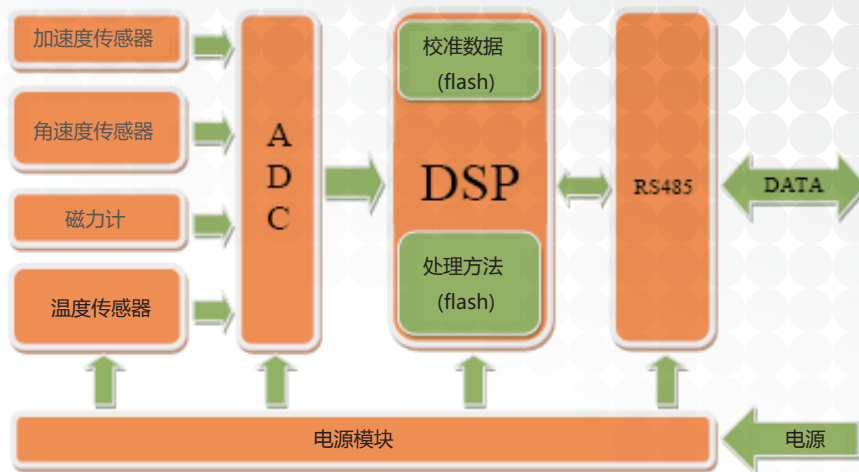 加速度传感器
角速度传感器
磁力计
温度传感器
A
D
C
校准数据
(flash)
DSP
处理方法
(flash)
RS485
DATA
电源模块
电源